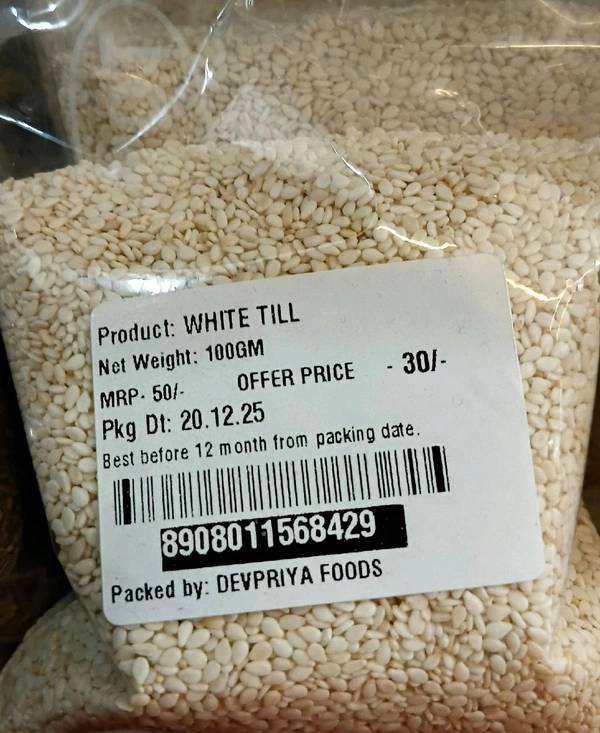 Product: WHITE TILL
Net Weight: 100GM
MRP- 50/- OFFER PRICE - 30/-
Pkg Dt: 20.12.25
Best before 12 month from packing date.
8908011568429
Packed by: DEVPRIYA FOODS